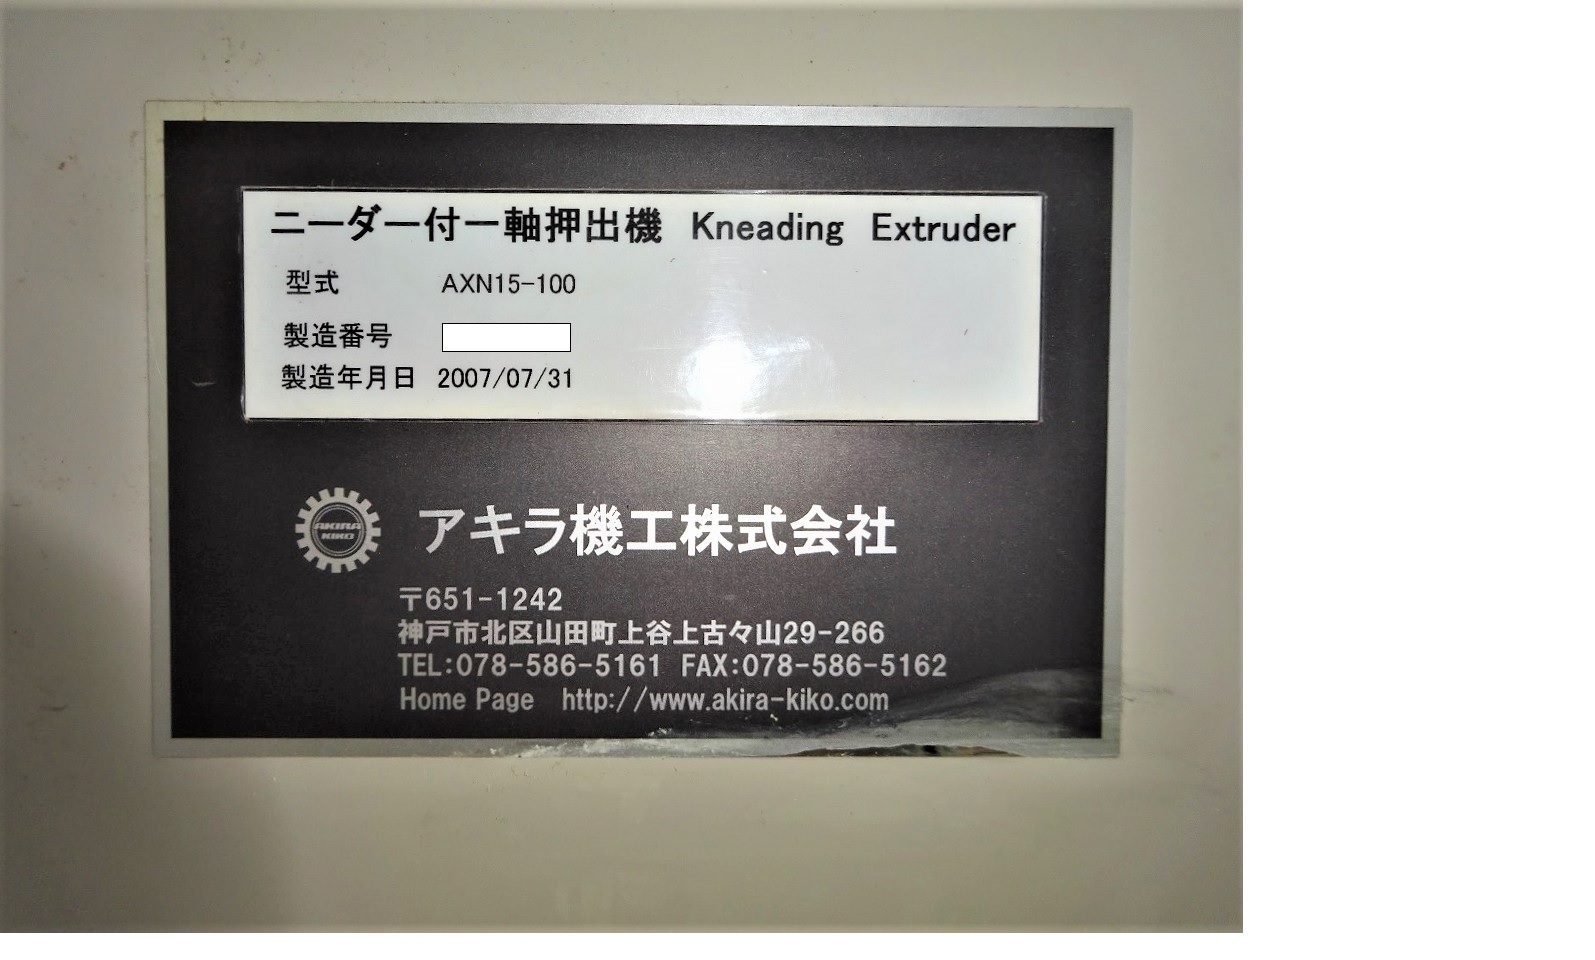 ニーダー付一軸押出機 Kneading Extruder
型式 AXN15-100
製造番号
製造年月日 2007/07/31
AKIRA
KIKO
アキラ機工株式会社
〒651-1242
神戸市北区山田町上谷上古々山29-266
TEL:078-586-5161 FAX:078-586-5162
Home Page http://www.akira-kiko.com